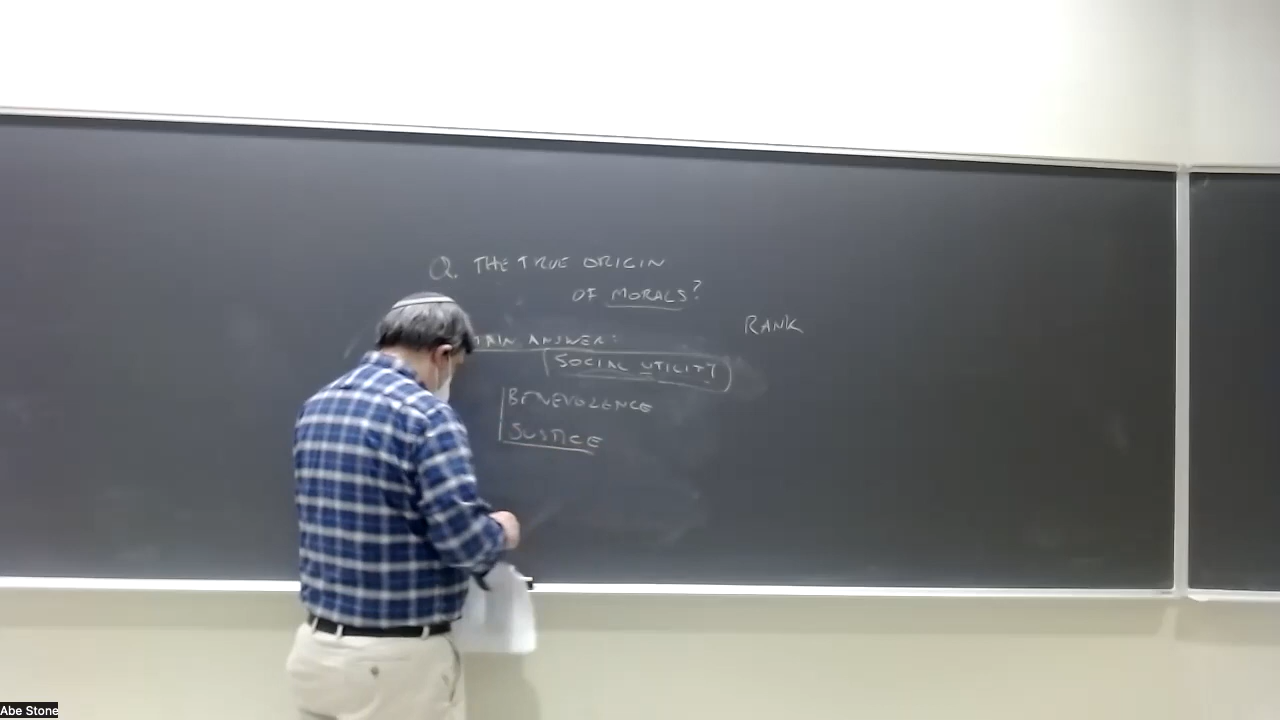 Q. THE TRUE ORIGIN
OF MORALS?
RANK
ANSWER:
SOCIAL UTILITY
BENEVOLENCE
JUSTICE
Abe Stone